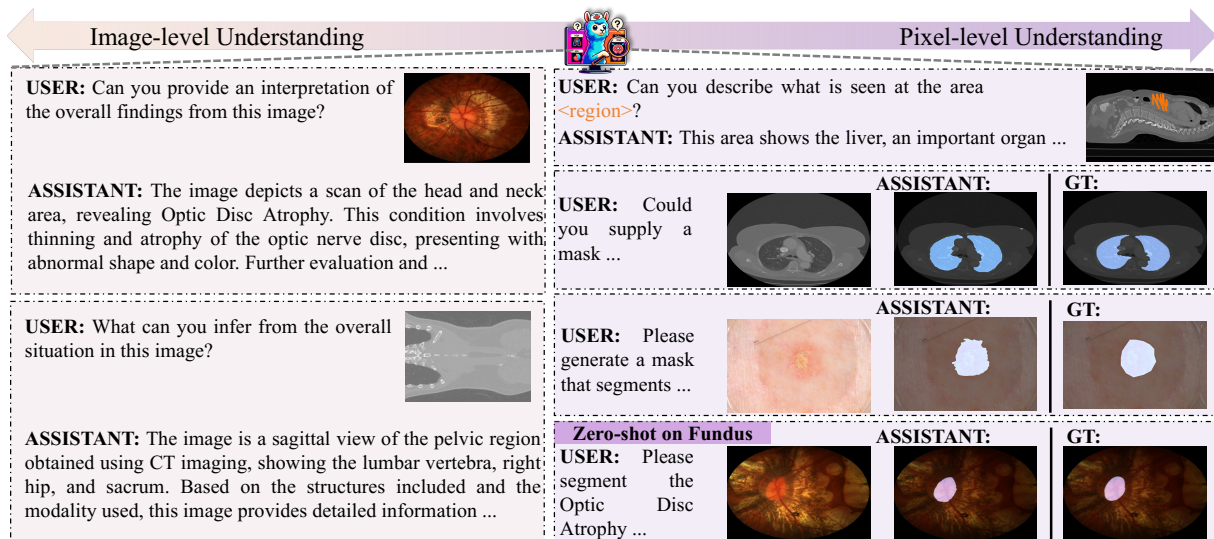 Image-level Understanding
Pixel-level Understanding
USER: Can you provide an interpretation of
the overall findings from this image?
ASSISTANT: The image depicts a scan of the head and neck
area, revealing Optic Disc Atrophy. This condition involves
thinning and atrophy of the optic nerve disc, presenting with
abnormal shape and color. Further evaluation and ...
USER: What can you infer from the overall
situation in this image?
ASSISTANT: The image is a sagittal view of the pelvic region
obtained using CT imaging, showing the lumbar vertebra, right
hip, and sacrum. Based on the structures included and the
modality used, this image provides detailed information ...
USER: Can you describe what is seen at the area
<region>?
ASSISTANT: This area shows the liver, an important organ ...
ASSISTANT:
GT:
USER: Could
you supply a
mask ...
ASSISTANT:
GT:
USER: Please
generate a mask
that segments ...
Zero-shot on Fundus
ASSISTANT:
GT:
USER: Please
segment the
Optic Disc
Atrophy ...